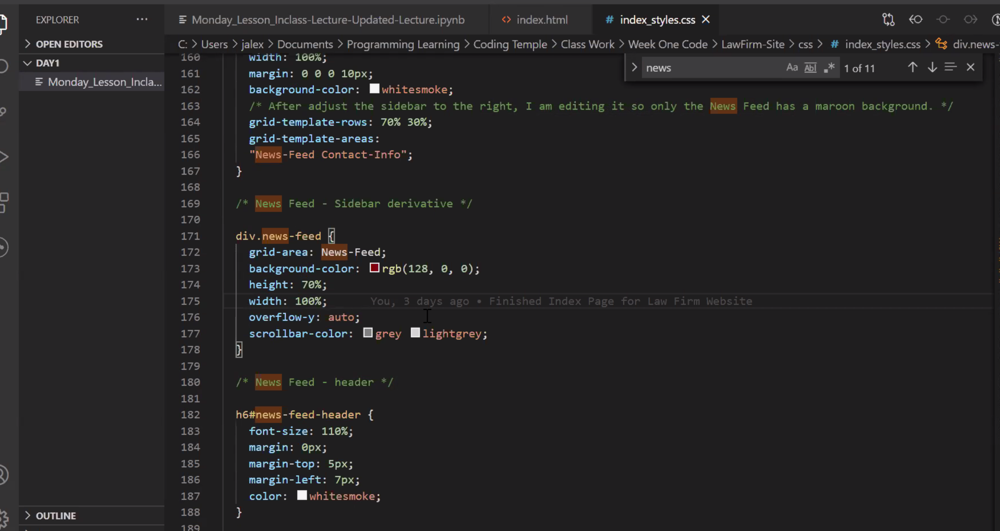 EXPLORER ···
OPEN EDITORS
DAY1
Monday_Lesson_Incla...
OUTLINE
Monday_Lesson_Inclass-Lecture-Updated-Lecture.ipynb
index.html
# index_styles.css
C: > Users > jalex > Documents > Programming Learning > Coding Temple > Class Work > Week One Code > LawFirm-Site > css > # index_styles.css > div.news-
news Aa Abl .* 1 of 11
160 width: 100%;
161 margin: 0 0 0 10px;
162 background-color: whitesmoke;
163 /* After adjust the sidebar to the right, I am editing it so only the News Feed has a maroon background. */
164 grid-template-rows: 70% 30%;
165 grid-template-areas:
166 "News-Feed Contact-Info";
167 }
168
169 /* News Feed - Sidebar derivative */
170
171 div.news-feed {
172 grid-area: News-Feed;
173 background-color: rgb(128, 0, 0);
174 height: 70%;
175 width: 100%; You, 3 days ago • Finished Index Page for Law Firm Website
176 overflow-y: auto;
177 scrollbar-color: grey lightgrey;
178 }
179
180 /* News Feed - header */
181
182 h6#news-feed-header {
183 font-size: 110%;
184 margin: 0px;
185 margin-top: 5px;
186 margin-left: 7px;
187 color: whitesmoke;
188 }
189